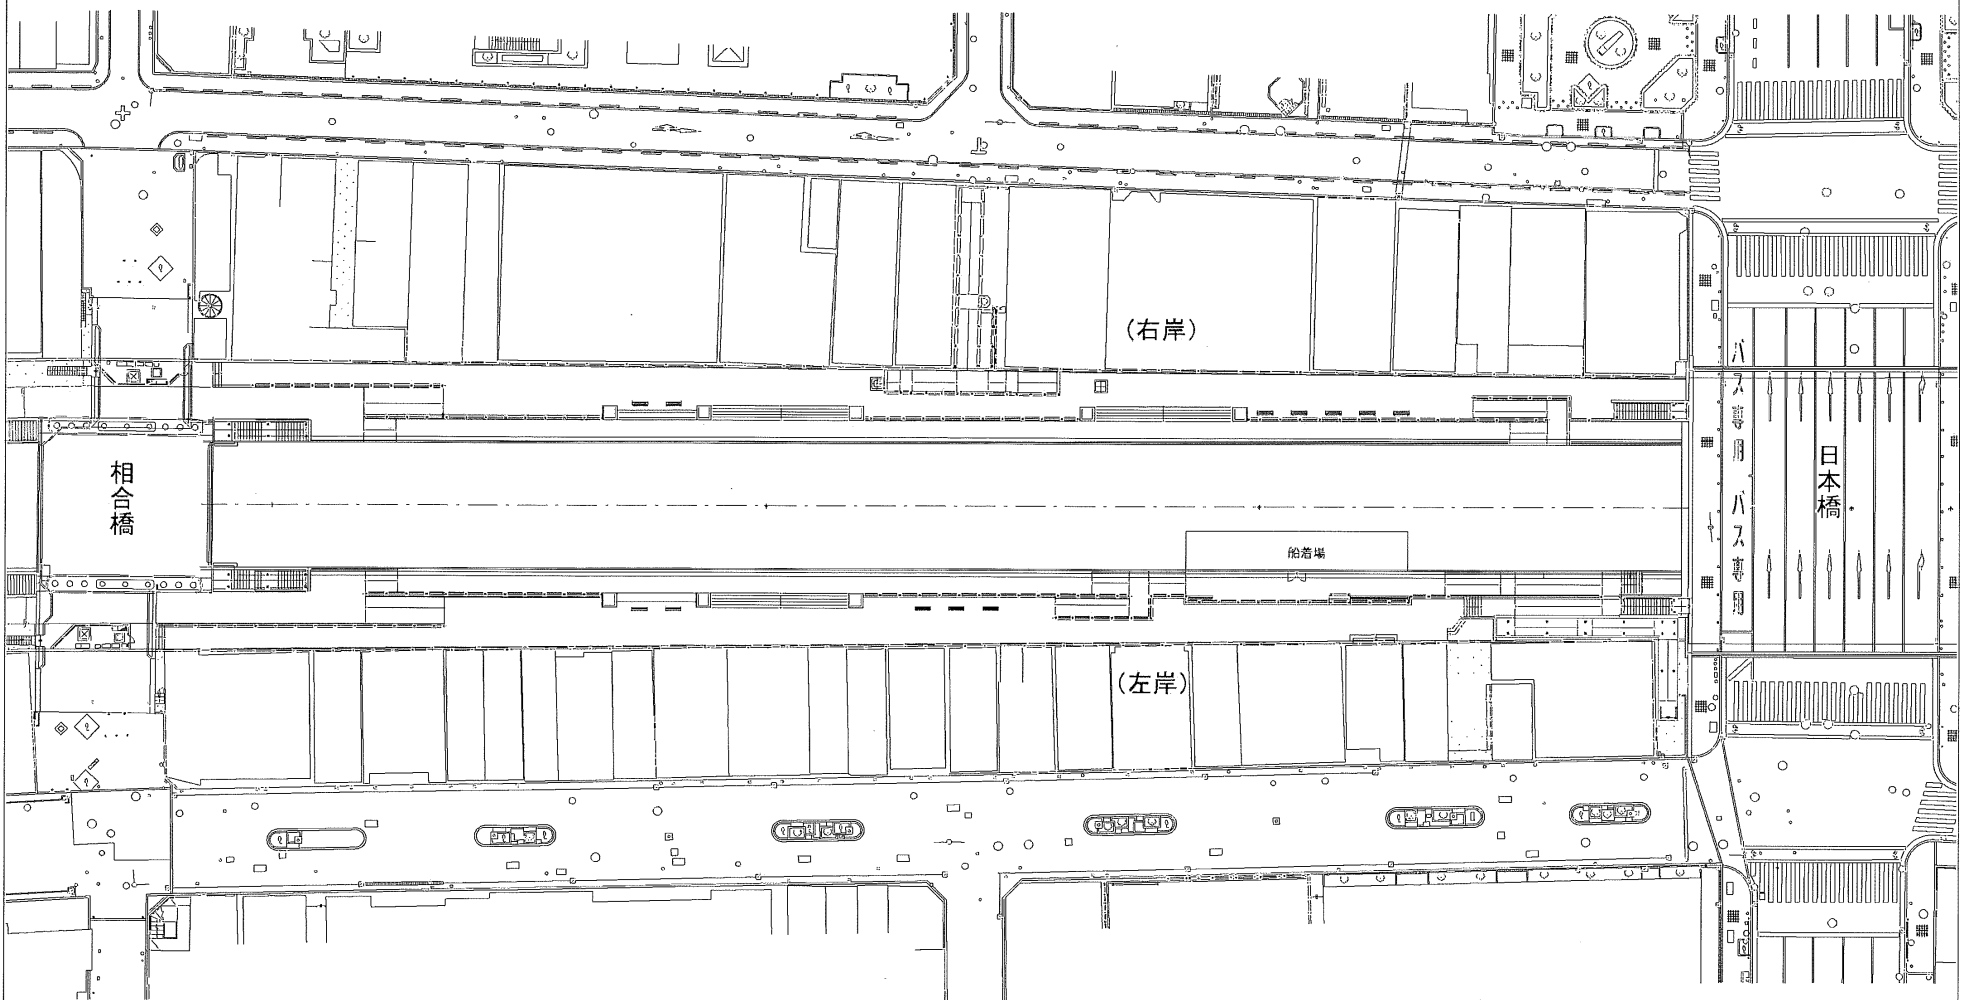 (右岸)
相合橋
日本橋
バス専用
バス専用
船着場
(左岸)